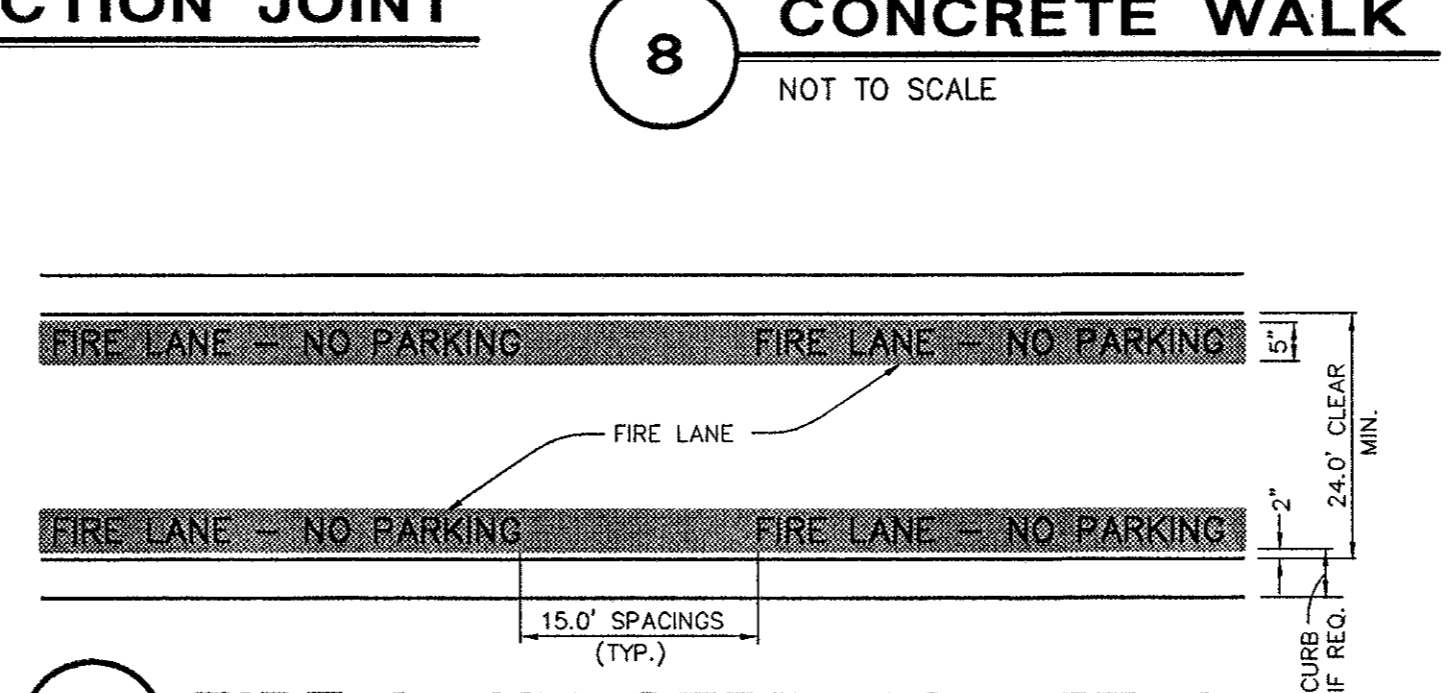 CTION JOINT
8
CONCRETE WALK
NOT TO SCALE
FIRE LANE – NO PARKING
FIRE LANE – NO PARKING
5"
24.0' CLEAR
MIN.
FIRE LANE
FIRE LANE – NO PARKING
FIRE LANE – NO PARKING
2"
15.0' SPACINGS
(TYP.)
CURB
IF REQ.